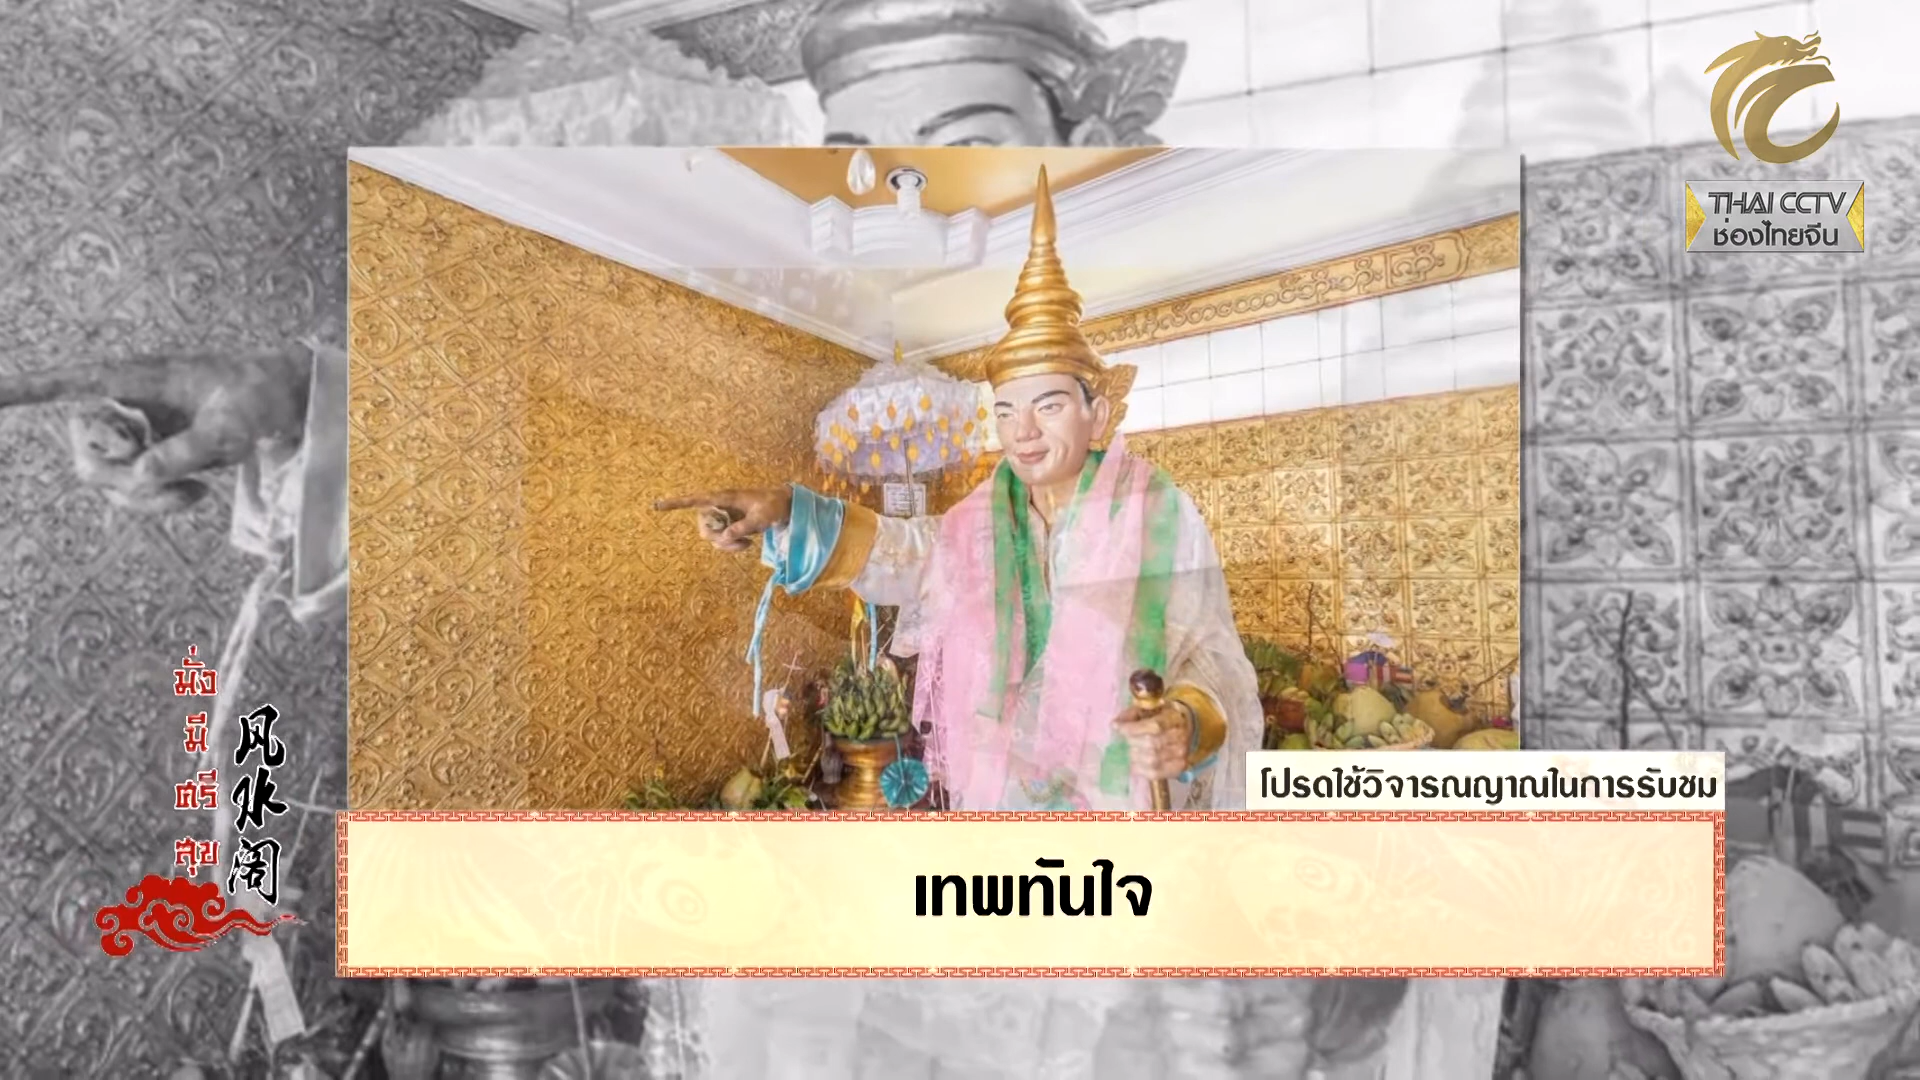 THAI CCTV
ช่องไทยจีน
มั่ง
มี
ศรี
สุข
风水阁
โปรดใช้วิจารณญาณในการรับชม
เทพทันใจ